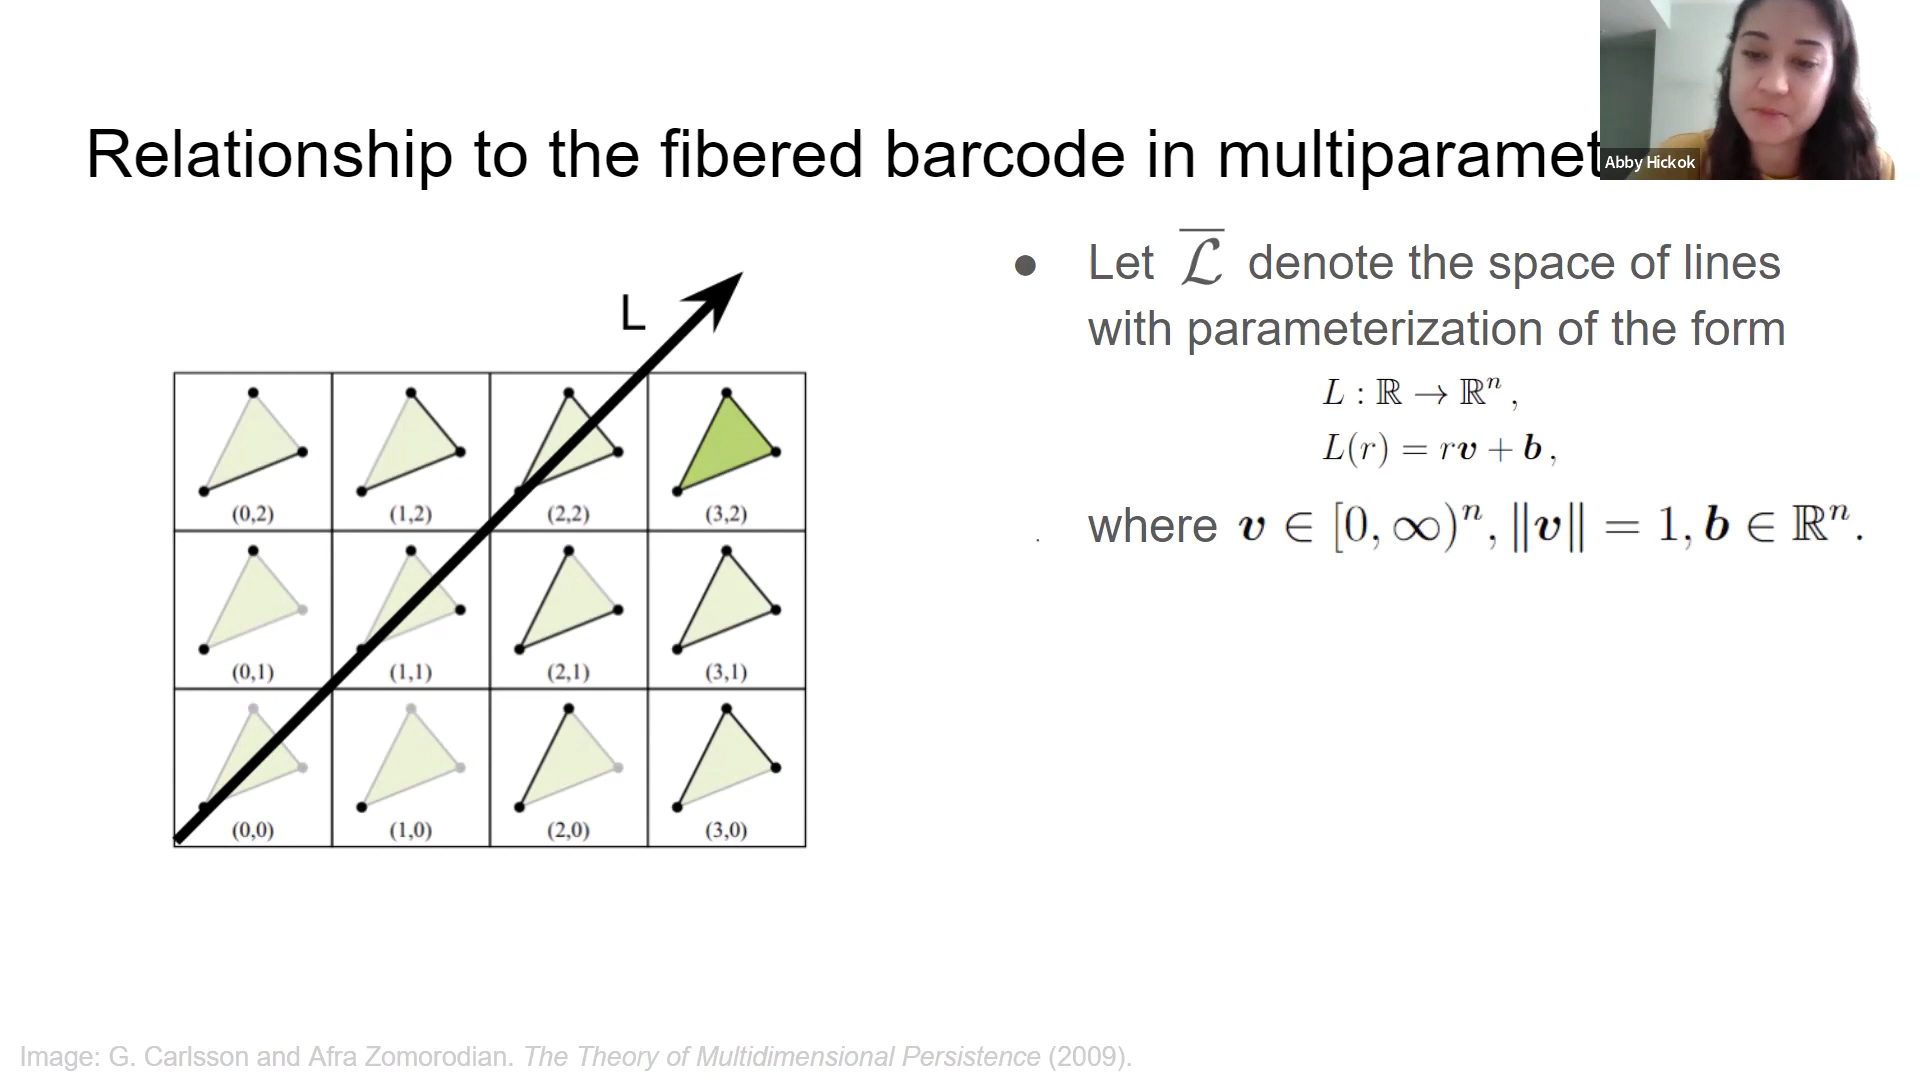 Relationship to the fibered barcode in multiparamet
Abby Hickok
L
(0,2) (1,2) (2,2) (3,2)
(0,1) (1,1) (2,1) (3,1)
(0,0) (1,0) (2,0) (3,0)
● Let \overline{ℒ} denote the space of lines
with parameterization of the form
L : ℝ → ℝⁿ ,
L(r) = r𝒗 + 𝒃 ,
where 𝒗 ∈ [0, ∞)ⁿ, ‖𝒗‖ = 1, 𝒃 ∈ ℝⁿ.
Image: G. Carlsson and Afra Zomorodian. The Theory of Multidimensional Persistence (2009).